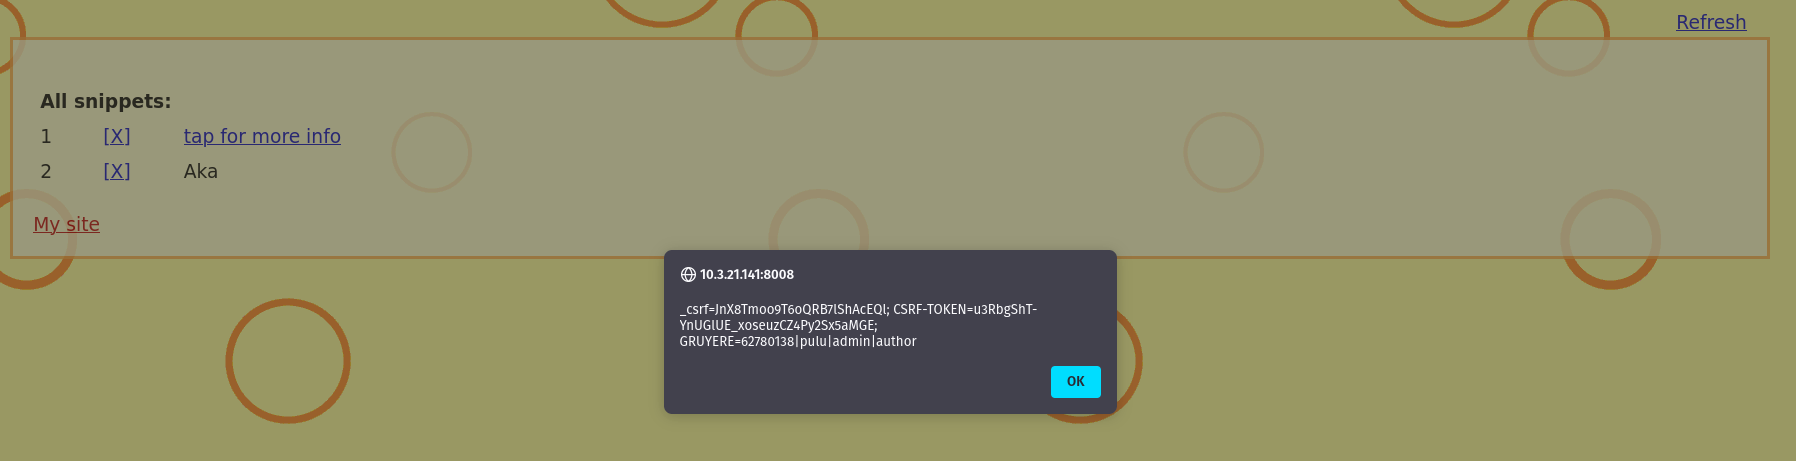 Refresh
All snippets:
1 [X] tap for more info
2 [X] Aka
My site
10.3.21.141:8008
_csrf=JnX8Tmoo9T6oQRB7lShAcEQl; CSRF-TOKEN=u3RbgShT-
YnUGlUE_xoseuzCZ4Py2Sx5aMGE;
GRUYERE=62780138|pulu|admin|author
OK